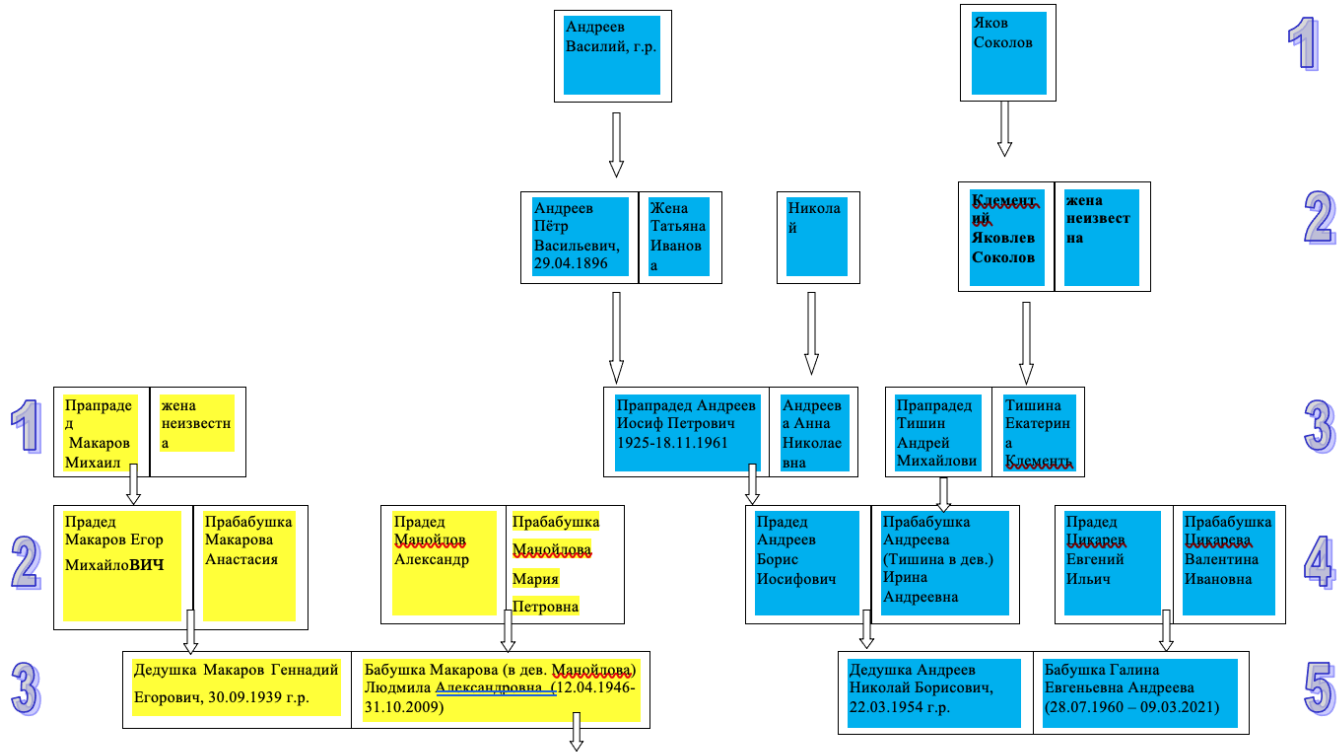 Андреев
Василий, г.р.
Яков
Соколов
1
Андреев
Пётр
Васильевич,
29.04.1896
Жена
Татьяна
Иванов
а
Никола
й
Клемент
ий
Яковлев
Соколов
жена
неизвест
на
2
1
Прапраде
д
Макаров
Михаил
жена
неизвестн
а
Прапрадед Андреев
Иосиф Петрович
1925-18.11.1961
Андреев
а Анна
Николае
вна
Прапрадед
Тишин
Андрей
Михайлови
Тишина
Екатерин
а
Клементь
3
2
Прадед
Макаров Егор
МихайлоВИЧ
Прабабушка
Макарова
Анастасия
Прадед
Манойлов
Александр
Прабабушка
Манойлова
Мария
Петровна
Прадед
Андреев
Борис
Иосифович
Прабабушка
Андреева
(Тишина в дев.)
Ирина
Андреевна
Прадед
Цикарев
Евгений
Ильич
Прабабушка
Цикарева
Валентина
Ивановна
4
3
Дедушка Макаров Геннадий
Егорович, 30.09.1939 г.р.
Бабушка Макарова (в дев. Манойлова)
Людмила Александровна (12.04.1946-
31.10.2009)
Дедушка Андреев
Николай Борисович,
22.03.1954 г.р.
Бабушка Галина
Евгеньевна Андреева
(28.07.1960 – 09.03.2021)
5